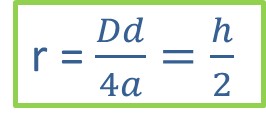 r = Dd/4a = h/2